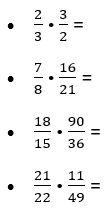 • 2/3 · 3/2 =
• 7/8 · 16/21 =
• 18/15 · 90/36 =
• 21/22 · 11/49 =